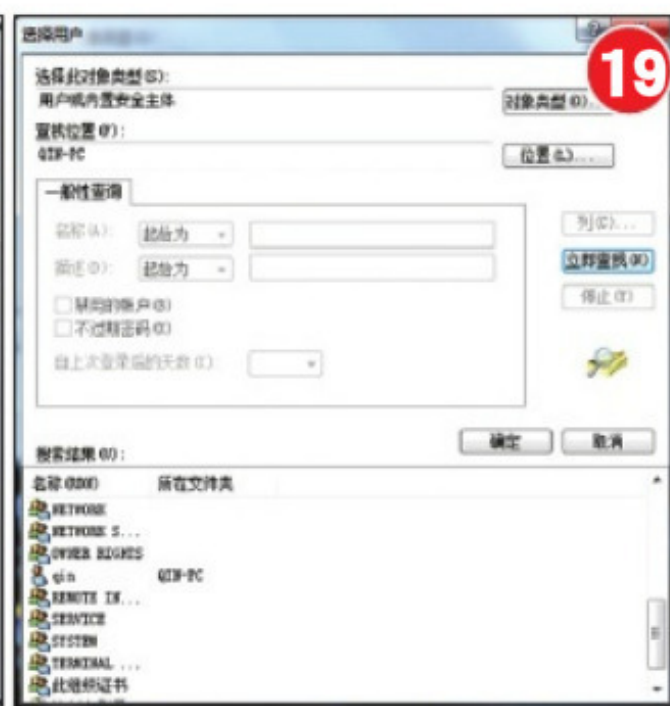 选择用户
19
选择此对象类型(S):
用户或内置安全主体
对象类型(O)...
查找位置(F):
QIN-PC
位置(L)...
一般性查询
名称(A): 起始为
列(C)...
描述(D): 起始为
立即查找(N)
禁用的帐户(B)
停止(T)
不过期密码(X)
自上次登录后的天数(I):
确定 取消
搜索结果(U):
名称(RDN) 所在文件夹
NETWORK
NETWORK S...
OWNER RIGHTS
qin QIN-PC
REMOTE IN...
SERVICE
SYSTEM
TERMINAL ...
此组织证书